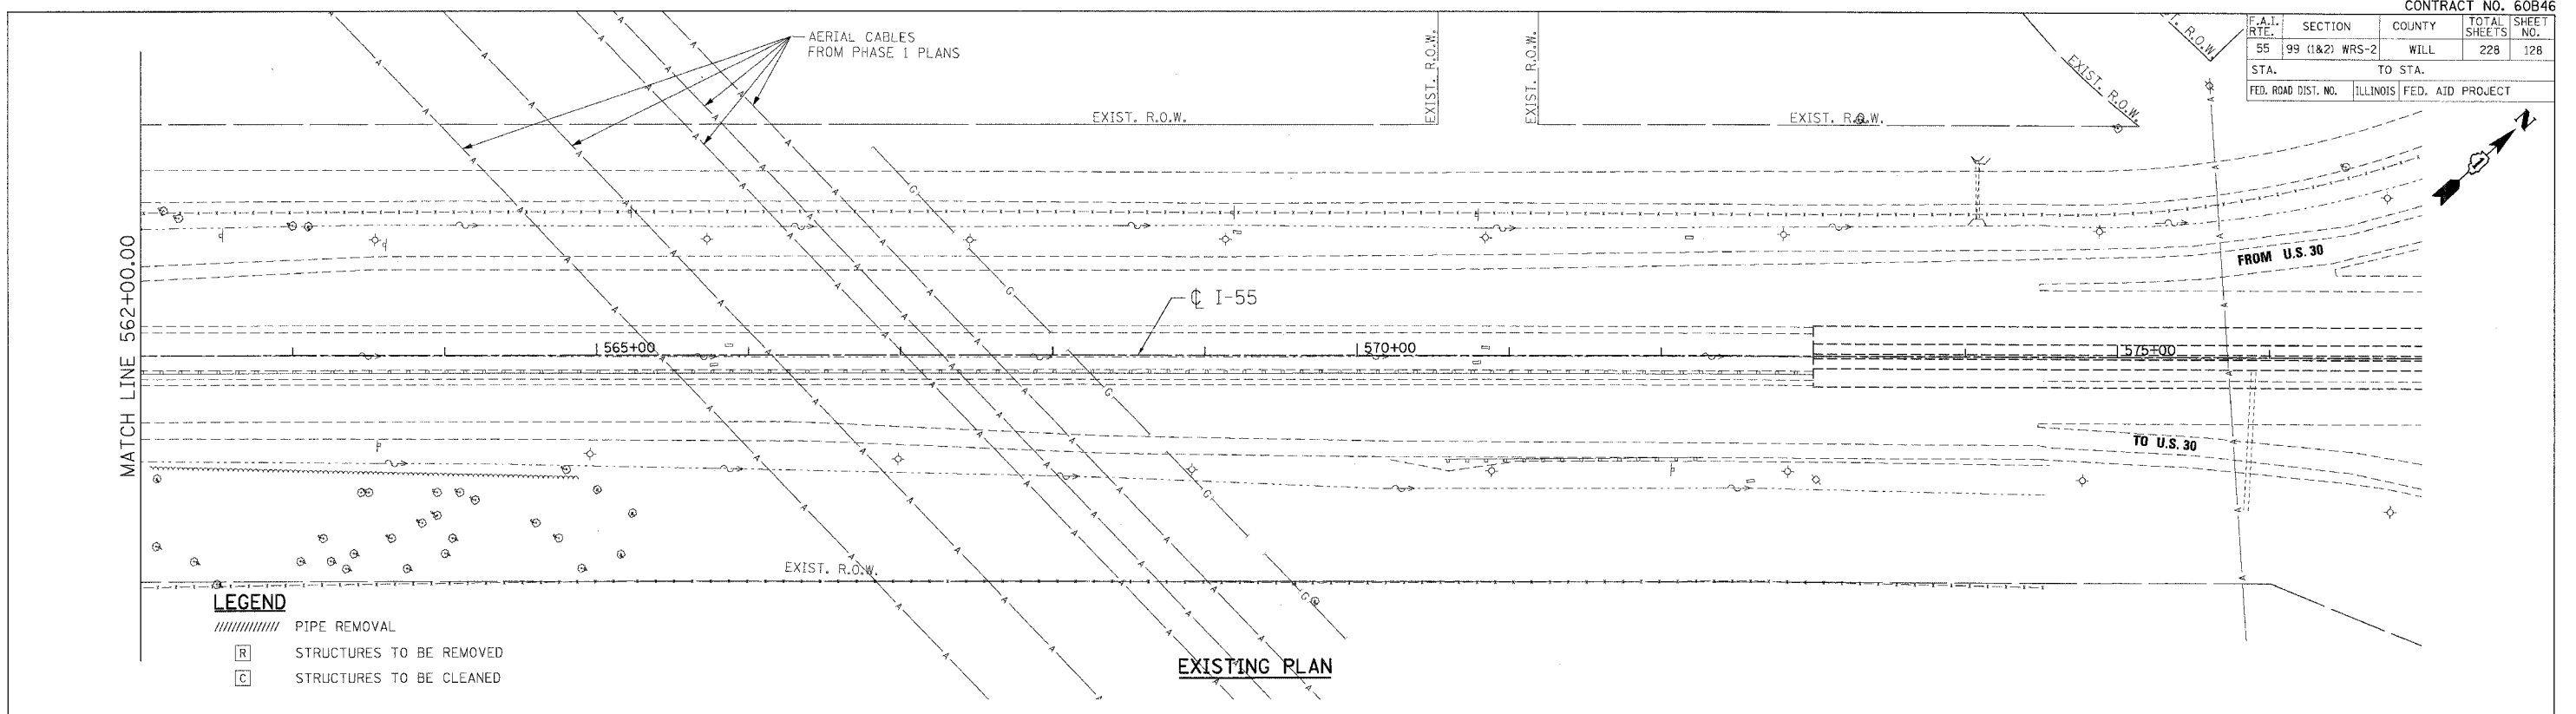 CONTRACT NO. 60B46
F.A.I. RTE. SECTION COUNTY TOTAL SHEETS SHEET NO.
55 99 (1&2) WRS-2 WILL 228 128
STA. TO STA.
FED. ROAD DIST. NO. ILLINOIS FED. AID PROJECT
AERIAL CABLES
FROM PHASE 1 PLANS
EXIST. R.O.W.
EXIST. R.O.W.
EXIST. R.O.W.
EXIST. R.O.W.
EXIST. R.O.W.
T. R.O.W.
N
1
FROM U.S. 30
MATCH LINE 562+00.00
℄ I-55
565+00
570+00
575+00
TO U.S. 30
EXIST. R.O.W.
LEGEND
PIPE REMOVAL
R STRUCTURES TO BE REMOVED
C STRUCTURES TO BE CLEANED
EXISTING PLAN